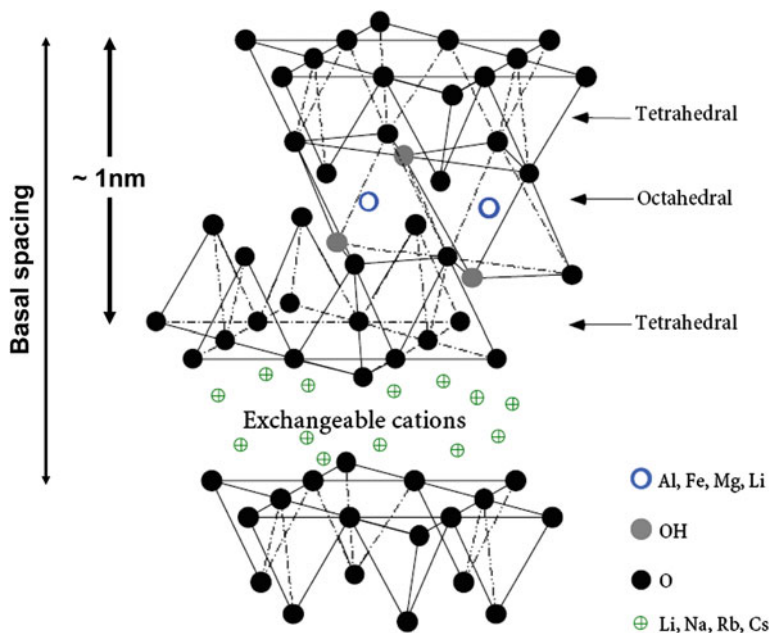 Basal spacing
~ 1nm
Tetrahedral
Octahedral
Tetrahedral
Exchangeable cations
Al, Fe, Mg, Li
OH
O
Li, Na, Rb, Cs